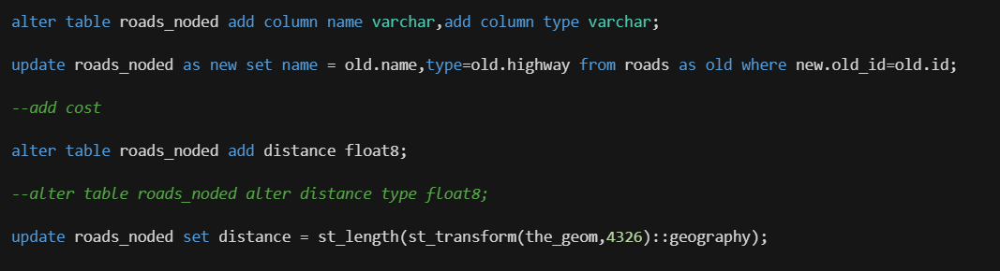 alter table roads_noded add column name varchar,add column type varchar;
update roads_noded as new set name = old.name,type=old.highway from roads as old where new.old_id=old.id;
--add cost
alter table roads_noded add distance float8;
--alter table roads_noded alter distance type float8;
update roads_noded set distance = st_length(st_transform(the_geom,4326)::geography);